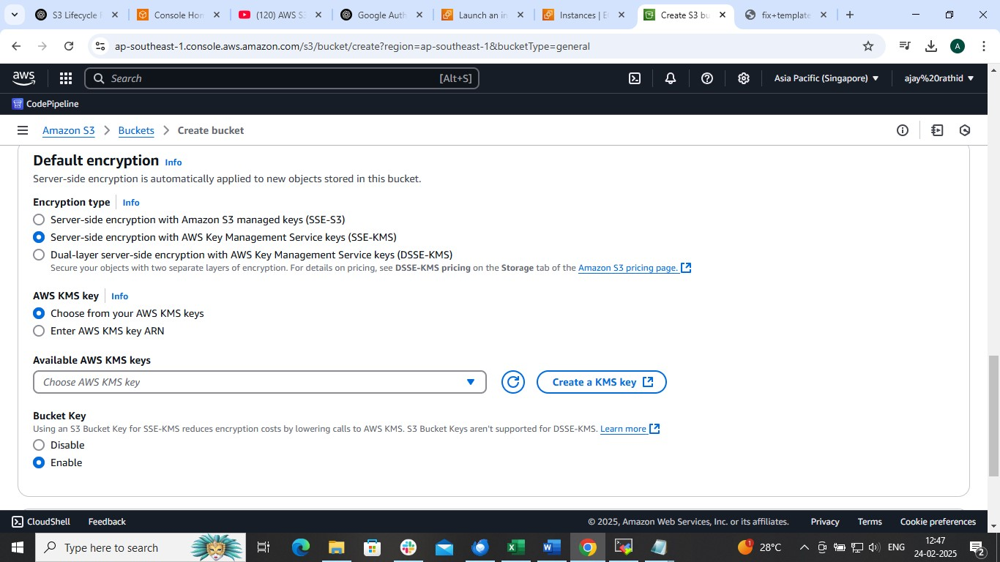 S3 Lifecycle
Console Hon
(120) AWS S
Google Auth
Launch an in
Instances | E
Create S3 bu
fix+template
ap-southeast-1.console.aws.amazon.com/s3/bucket/create?region=ap-southeast-1&bucketType=general
A
aws
Search
[Alt+S]
Asia Pacific (Singapore)
ajay%20rathid
CodePipeline
Amazon S3 > Buckets > Create bucket
Default encryption Info
Server-side encryption is automatically applied to new objects stored in this bucket.
Encryption type | Info
Server-side encryption with Amazon S3 managed keys (SSE-S3)
Server-side encryption with AWS Key Management Service keys (SSE-KMS)
Dual-layer server-side encryption with AWS Key Management Service keys (DSSE-KMS)
Secure your objects with two separate layers of encryption. For details on pricing, see DSSE-KMS pricing on the Storage tab of the Amazon S3 pricing page.
AWS KMS key | Info
Choose from your AWS KMS keys
Enter AWS KMS key ARN
Available AWS KMS keys
Choose AWS KMS key
Create a KMS key
Bucket Key
Using an S3 Bucket Key for SSE-KMS reduces encryption costs by lowering calls to AWS KMS. S3 Bucket Keys aren't supported for DSSE-KMS. Learn more
Disable
Enable
CloudShell
Feedback
© 2025, Amazon Web Services, Inc. or its affiliates.
Privacy
Terms
Cookie preferences
Type here to search
1
28°C
ENG
12:47
24-02-2025
2